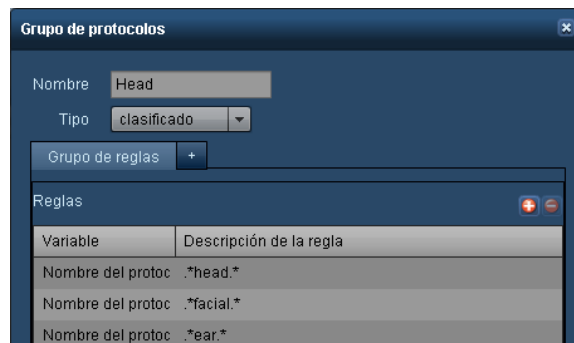 Grupo de protocolos
Nombre Head
Tipo clasificado
Grupo de reglas +
Reglas
Variable Descripción de la regla
Nombre del protoc .*head.*
Nombre del protoc .*facial.*
Nombre del protoc .*ear.*